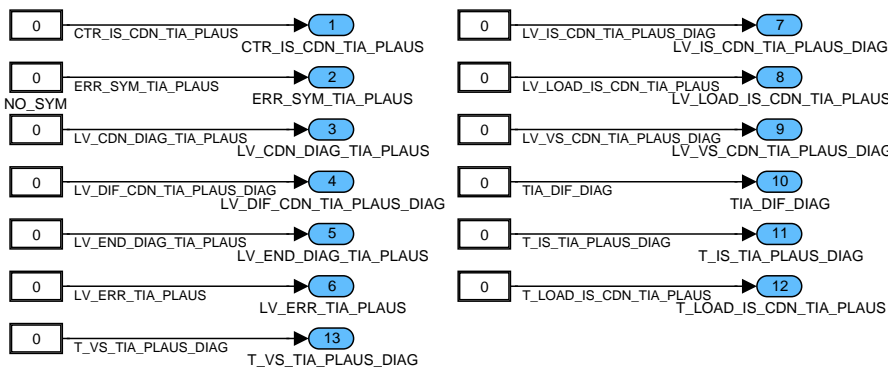 0
CTR_IS_CDN_TIA_PLAUS
1
CTR_IS_CDN_TIA_PLAUS
0
NO_SYM
ERR_SYM_TIA_PLAUS
2
ERR_SYM_TIA_PLAUS
0
LV_CDN_DIAG_TIA_PLAUS
3
LV_CDN_DIAG_TIA_PLAUS
0
LV_DIF_CDN_TIA_PLAUS_DIAG
4
LV_DIF_CDN_TIA_PLAUS_DIAG
0
LV_END_DIAG_TIA_PLAUS
5
LV_END_DIAG_TIA_PLAUS
0
LV_ERR_TIA_PLAUS
6
LV_ERR_TIA_PLAUS
0
T_VS_TIA_PLAUS_DIAG
13
T_VS_TIA_PLAUS_DIAG
0
LV_IS_CDN_TIA_PLAUS_DIAG
7
LV_IS_CDN_TIA_PLAUS_DIAG
0
LV_LOAD_IS_CDN_TIA_PLAUS
8
LV_LOAD_IS_CDN_TIA_PLAUS
0
LV_VS_CDN_TIA_PLAUS_DIAG
9
LV_VS_CDN_TIA_PLAUS_DIAG
0
TIA_DIF_DIAG
10
TIA_DIF_DIAG
0
T_IS_TIA_PLAUS_DIAG
11
T_IS_TIA_PLAUS_DIAG
0
T_LOAD_IS_CDN_TIA_PLAUS
12
T_LOAD_IS_CDN_TIA_PLAUS